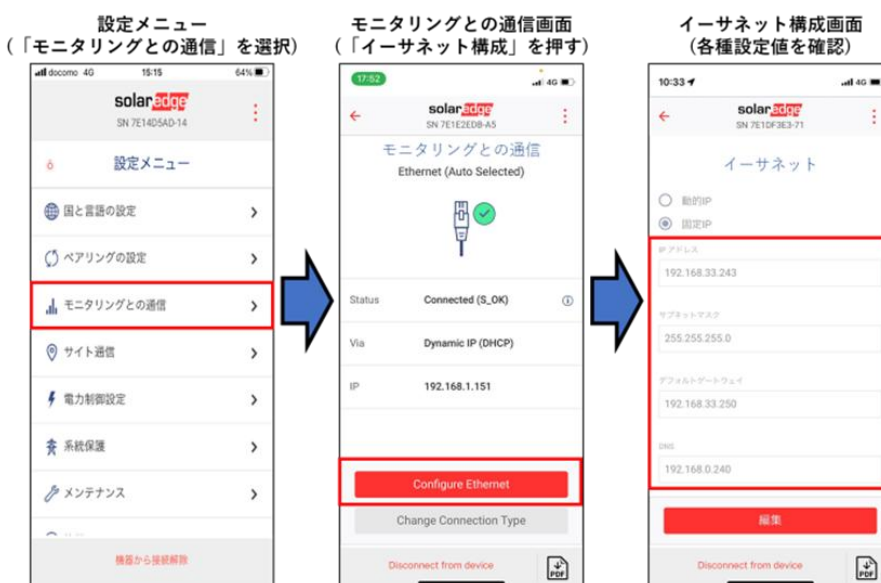 設定メニュー
（「モニタリングとの通信」を選択）
docomo 4G 15:15 64%
solaredge
SN 7E14D5AD-14
設定メニュー
国と言語の設定
ペアリングの設定
モニタリングとの通信
サイト通信
電力制御設定
系統保護
メンテナンス
機器から接続解除
モニタリングとの通信画面
（「イーサネット構成」を押す）
17:52 4G
solaredge
SN 7E1E2EDB-A5
モニタリングとの通信
Ethernet (Auto Selected)
Status Connected (S_OK)
Via Dynamic IP (DHCP)
IP 192.168.1.151
Configure Ethernet
Change Connection Type
Disconnect from device
PDF
イーサネット構成画面
（各種設定値を確認）
10:33 4G
solaredge
SN 7E1DF3E3-71
イーサネット
動的IP
固定IP
IPアドレス
192.168.33.243
サブネットマスク
255.255.255.0
デフォルトゲートウェイ
192.168.33.250
DNS
192.168.0.240
編集
Disconnect from device
PDF